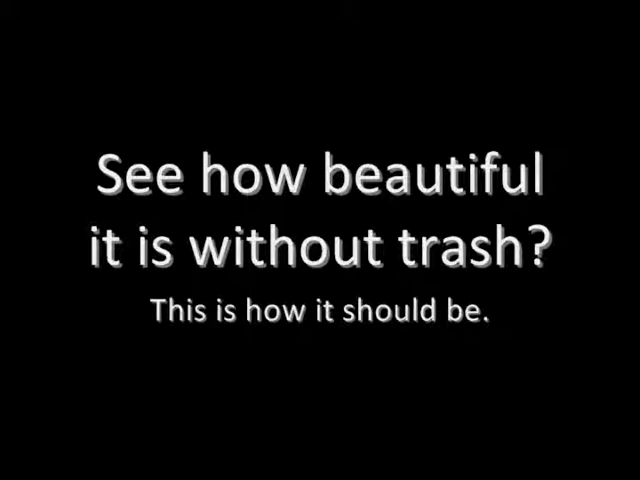 See how beautiful
it is without trash?
This is how it should be.